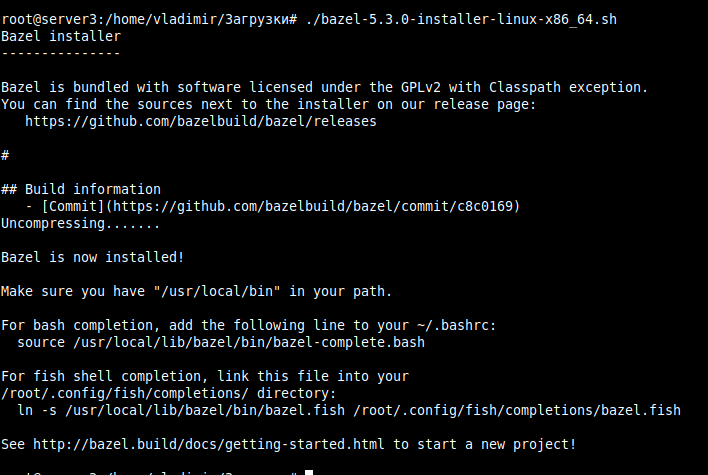 root@server3:/home/vladimir/Загрузки# ./bazel-5.3.0-installer-linux-x86_64.sh
Bazel installer
---------------
Bazel is bundled with software licensed under the GPLv2 with Classpath exception.
You can find the sources next to the installer on our release page:
https://github.com/bazelbuild/bazel/releases
#
## Build information
- [Commit](https://github.com/bazelbuild/bazel/commit/c8c0169)
Uncompressing.......
Bazel is now installed!
Make sure you have "/usr/local/bin" in your path.
For bash completion, add the following line to your ~/.bashrc:
source /usr/local/lib/bazel/bin/bazel-complete.bash
For fish shell completion, link this file into your
/root/.config/fish/completions/ directory:
ln -s /usr/local/lib/bazel/bin/bazel.fish /root/.config/fish/completions/bazel.fish
See http://bazel.build/docs/getting-started.html to start a new project!